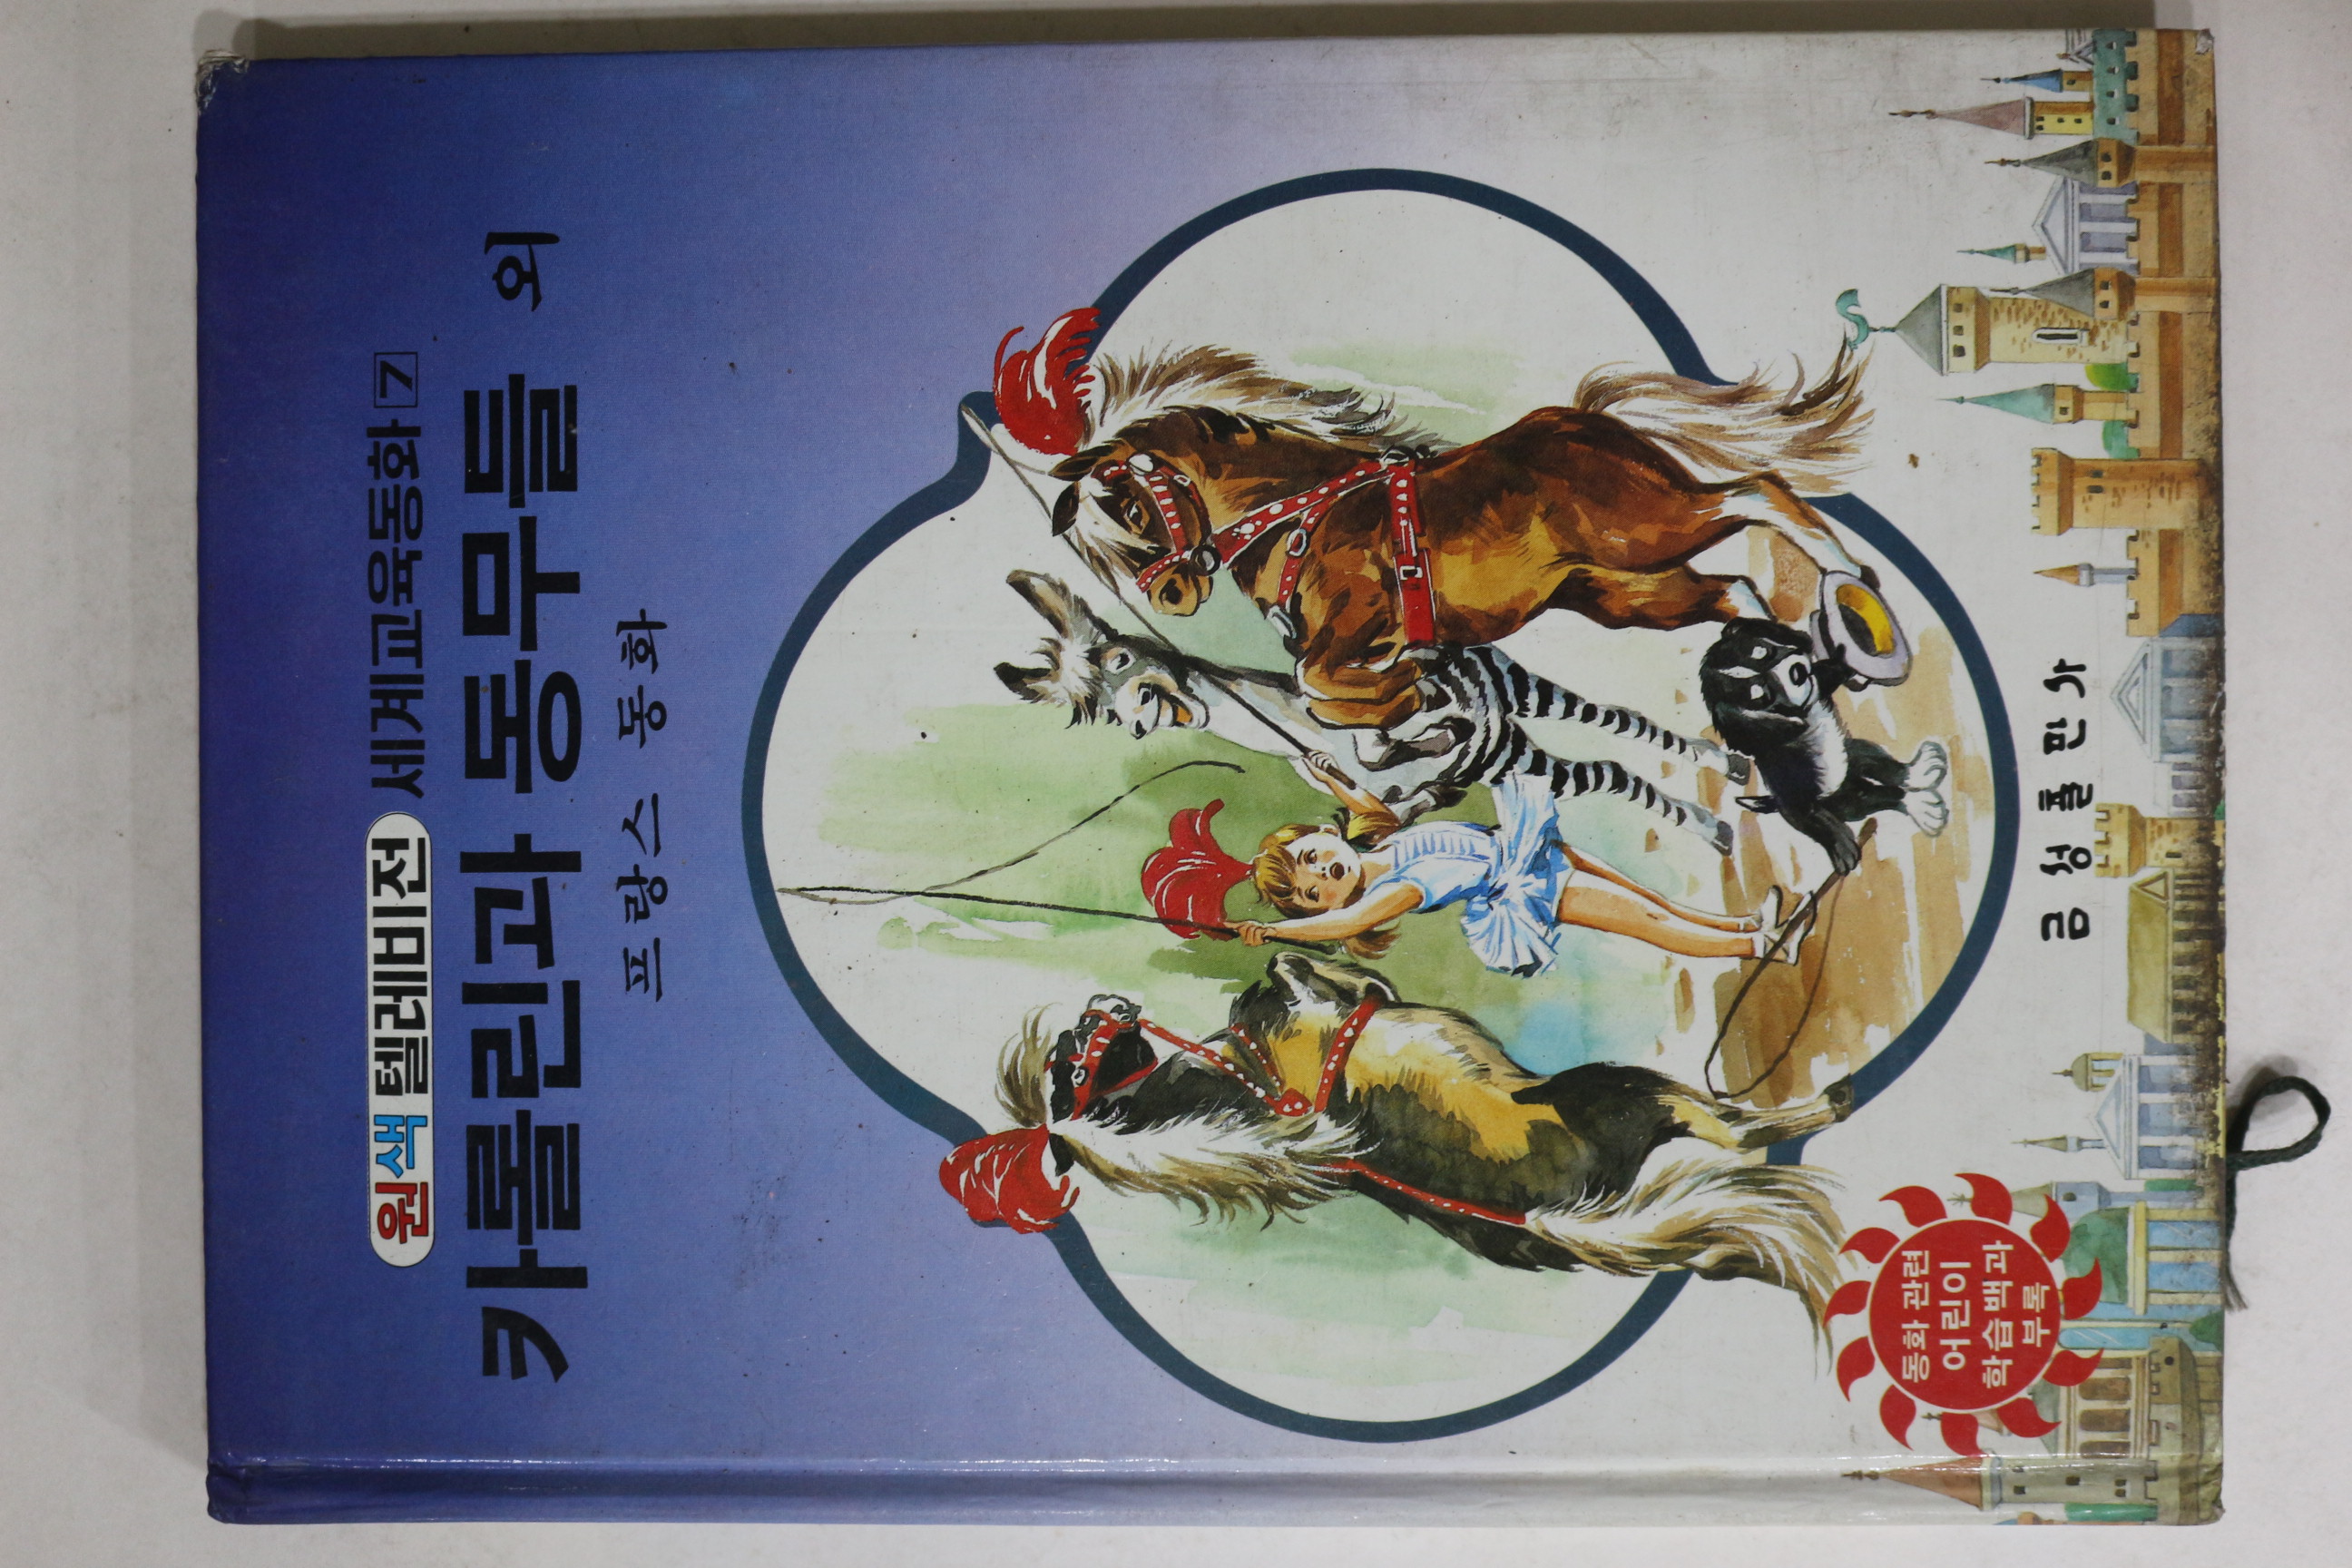 원색 텔레비전 세계교육동화 7
카롤린과 동무들 외
프랑스 동화
동화 관련
어린이
학습 백과
부록
금성출판사